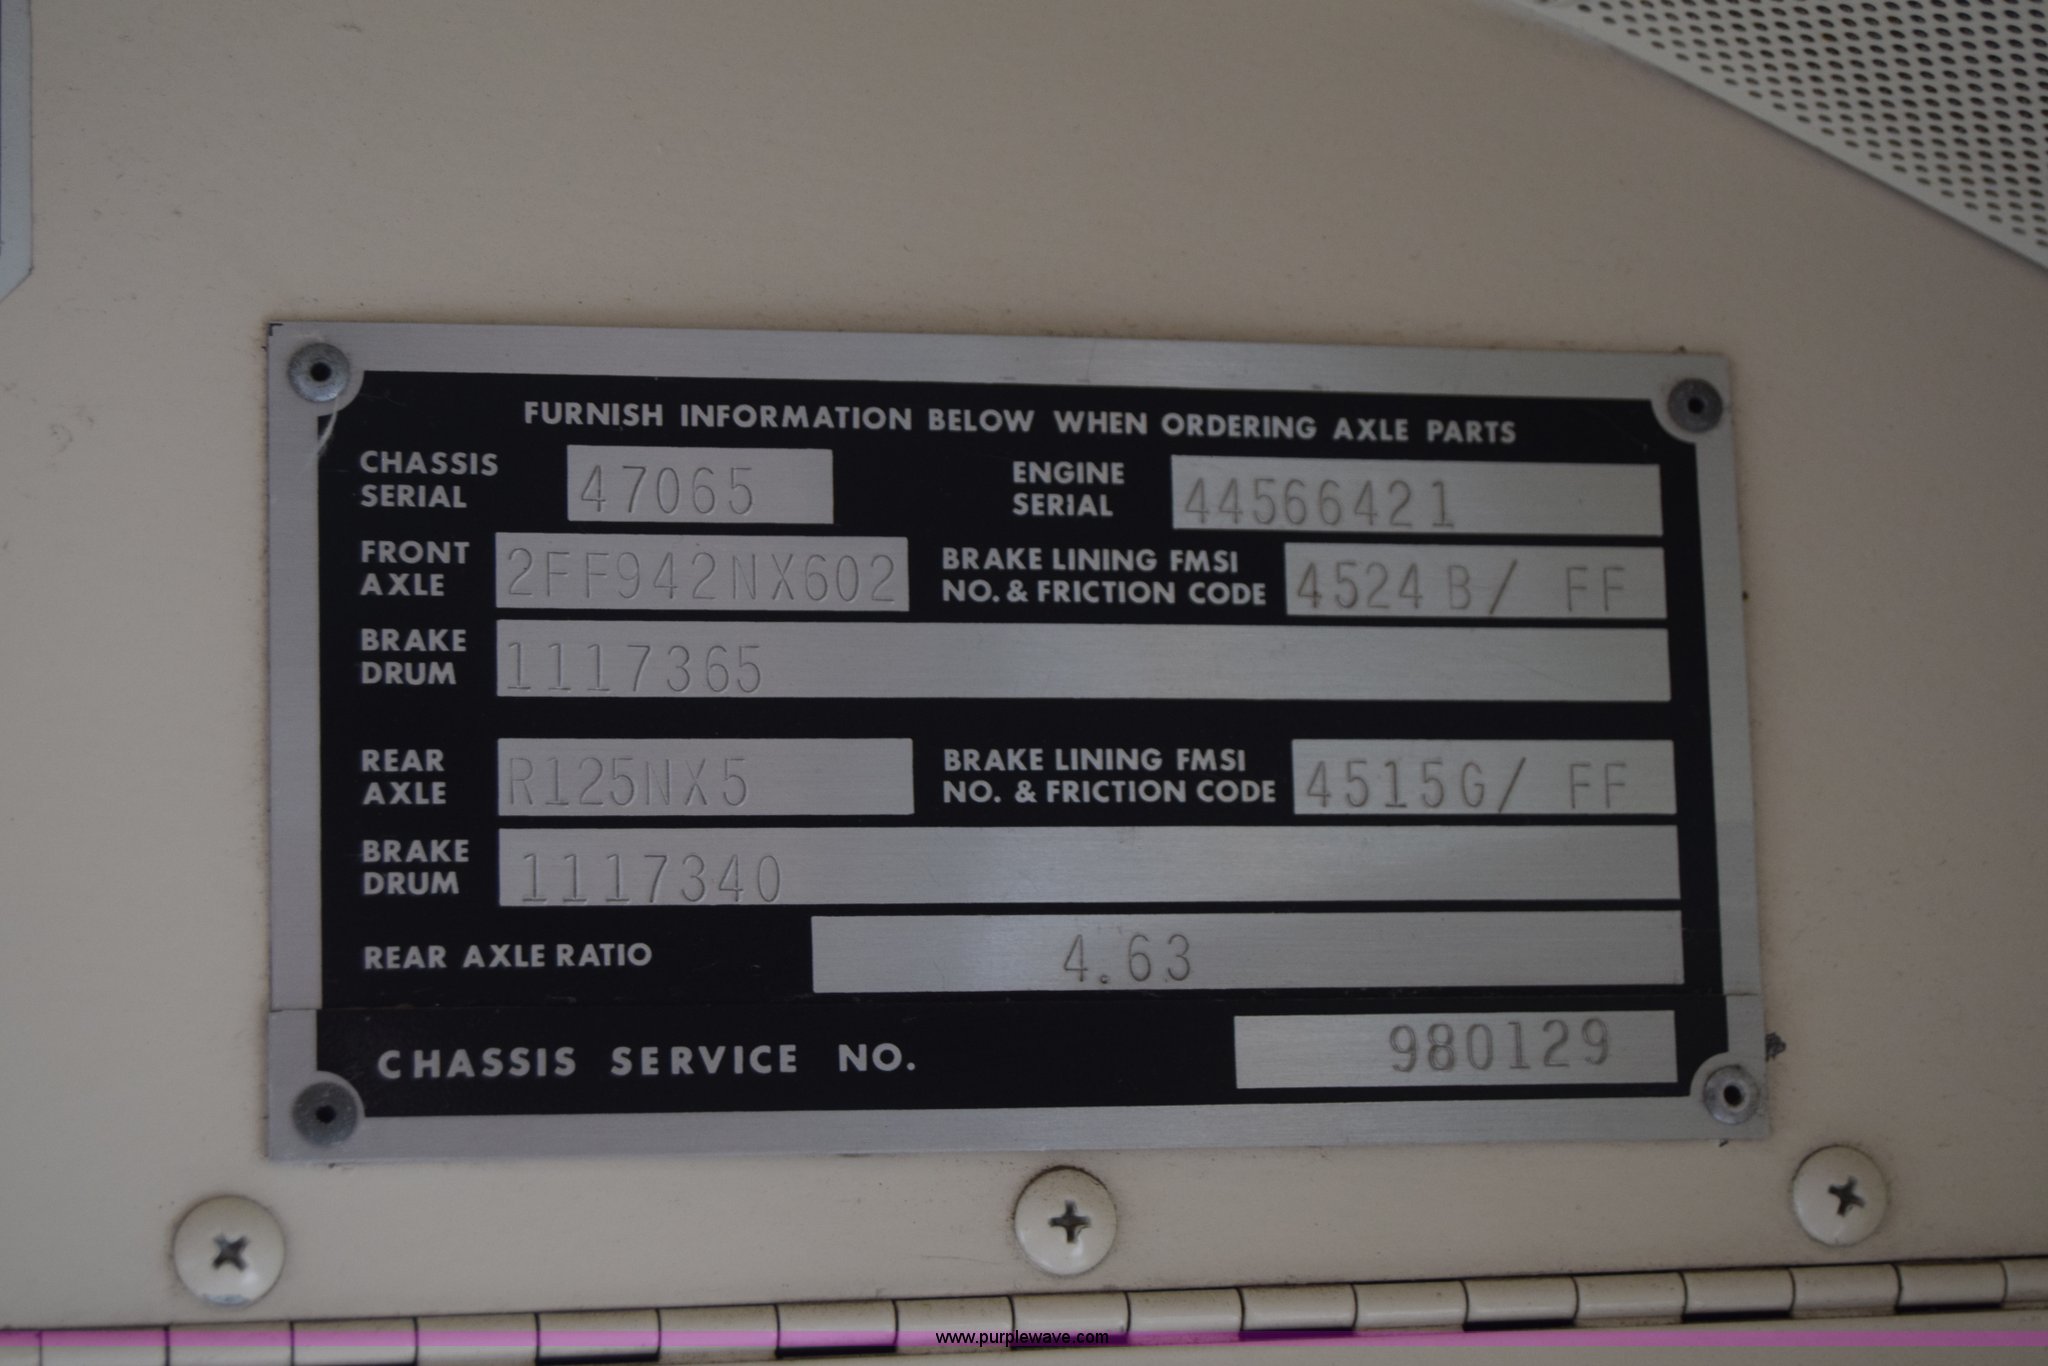 FURNISH INFORMATION BELOW WHEN ORDERING AXLE PARTS
CHASSIS SERIAL 47065 ENGINE SERIAL 44566421
FRONT AXLE 2FF942NX602 BRAKE LINING FMSI NO. & FRICTION CODE 4524B/ FF
BRAKE DRUM 1117365
REAR AXLE R125NX5 BRAKE LINING FMSI NO. & FRICTION CODE 4515G/ FF
BRAKE DRUM 1117340
REAR AXLE RATIO 4.63
CHASSIS SERVICE NO. 980129
www.purplewave.com